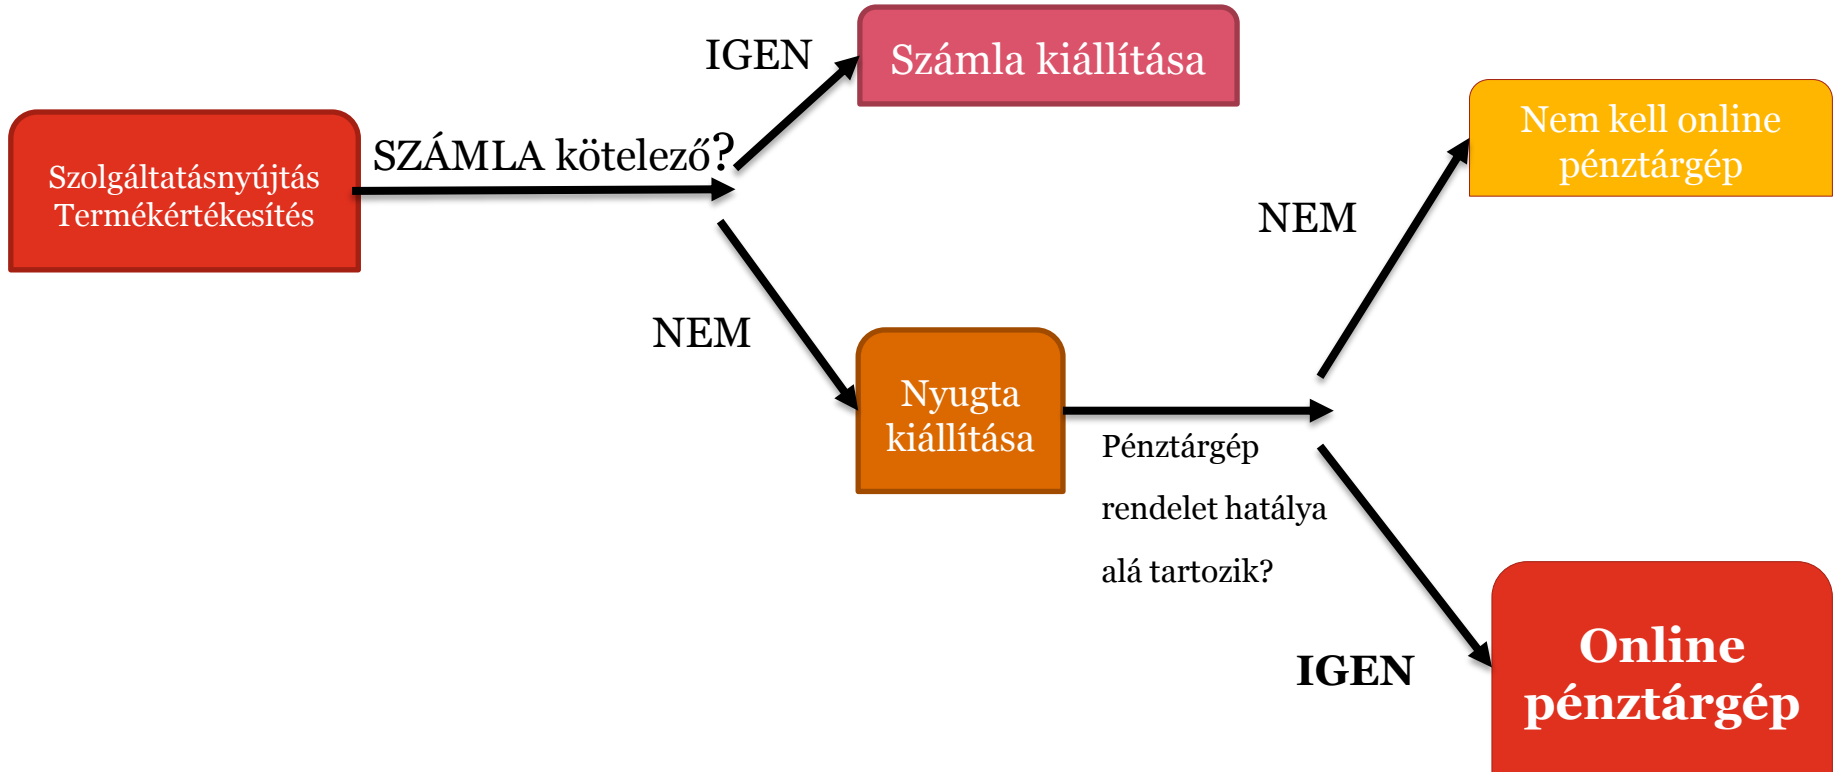 Szolgáltatásnyújtás
Termékértékesítés
SZÁMLA kötelező?
IGEN
Számla kiállítása
NEM
Nyugta
kiállítása
Pénztárgép
rendelet hatálya
alá tartozik?
NEM
Nem kell online
pénztárgép
IGEN
Online
pénztárgép